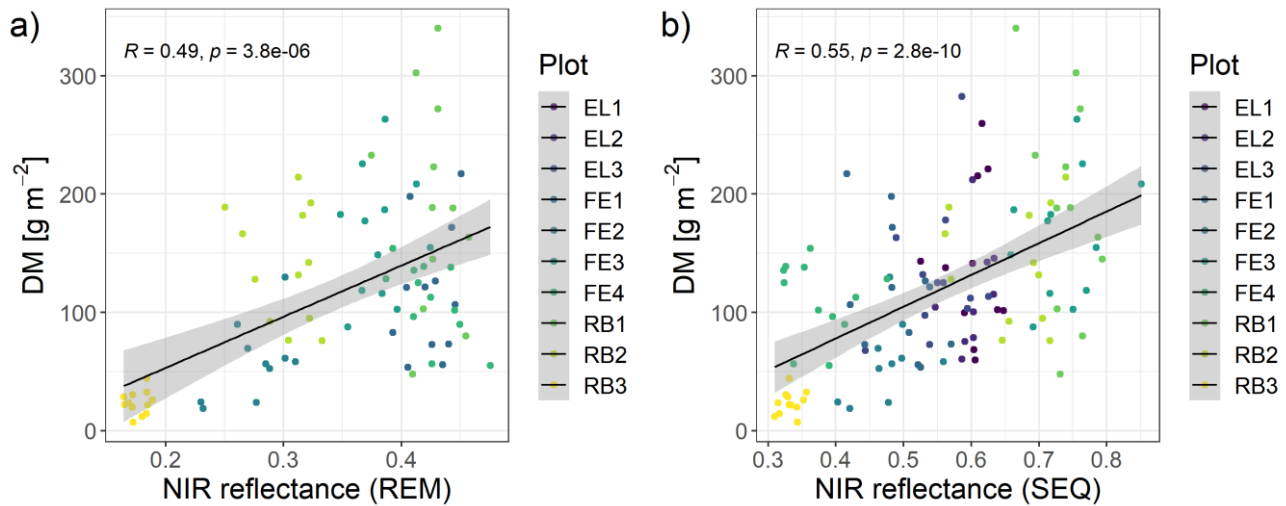 a)
R = 0.49, p = 3.8e-06
DM [g m⁻²]
300
200
100
0
0.2 0.3 0.4
NIR reflectance (REM)
Plot
EL1
EL2
EL3
FE1
FE2
FE3
FE4
RB1
RB2
RB3
b)
R = 0.55, p = 2.8e-10
DM [g m⁻²]
300
200
100
0
0.3 0.4 0.5 0.6 0.7 0.8
NIR reflectance (SEQ)
Plot
EL1
EL2
EL3
FE1
FE2
FE3
FE4
RB1
RB2
RB3